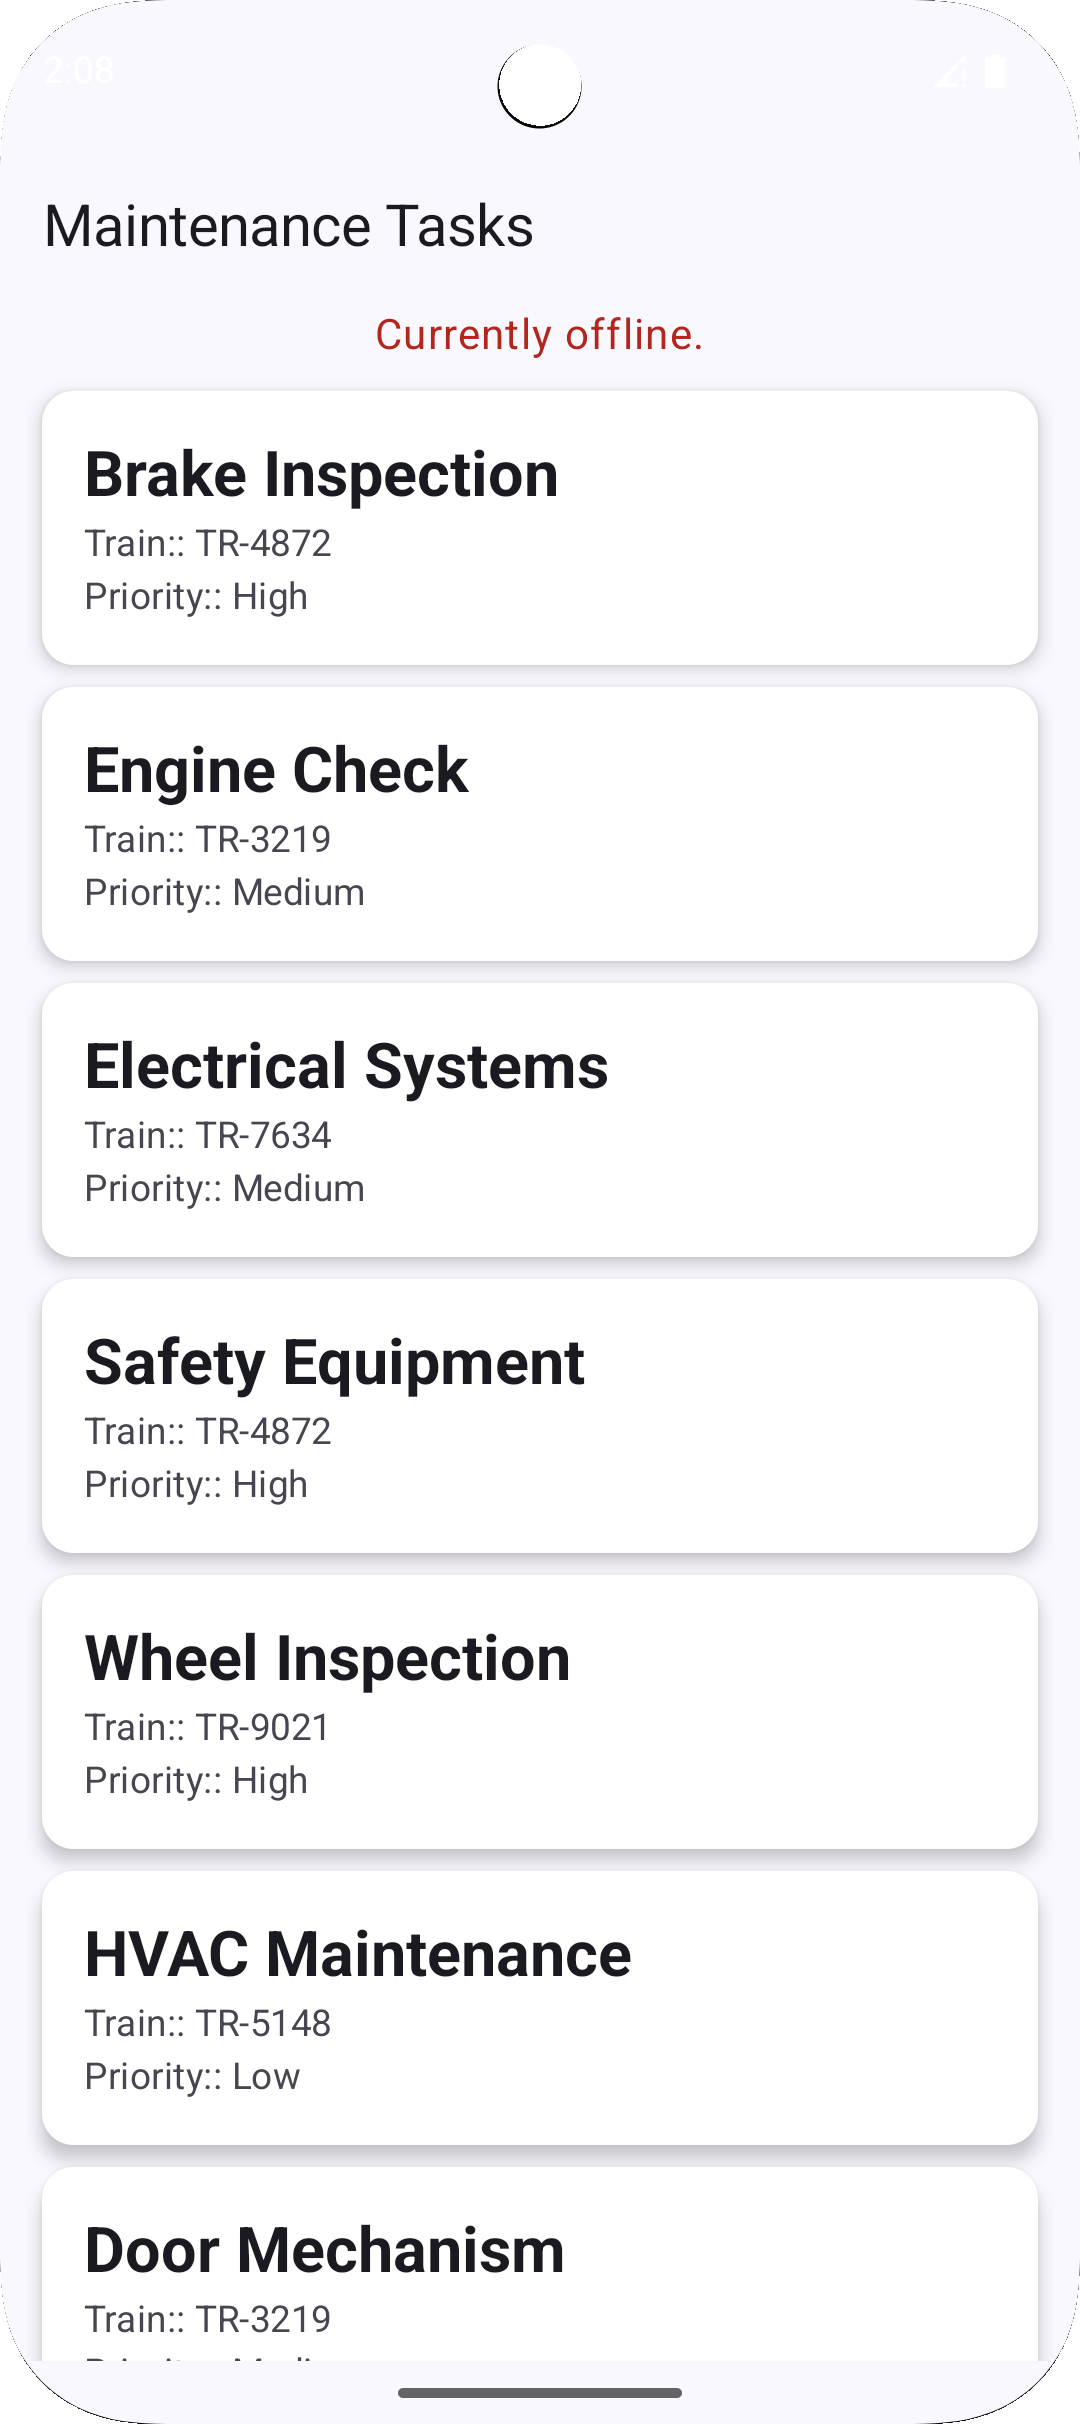 2:08
Maintenance Tasks
Currently offline.
Brake Inspection
Train:: TR-4872
Priority:: High
Engine Check
Train:: TR-3219
Priority:: Medium
Electrical Systems
Train:: TR-7634
Priority:: Medium
Safety Equipment
Train:: TR-4872
Priority:: High
Wheel Inspection
Train:: TR-9021
Priority:: High
HVAC Maintenance
Train:: TR-5148
Priority:: Low
Door Mechanism
Train:: TR-3219